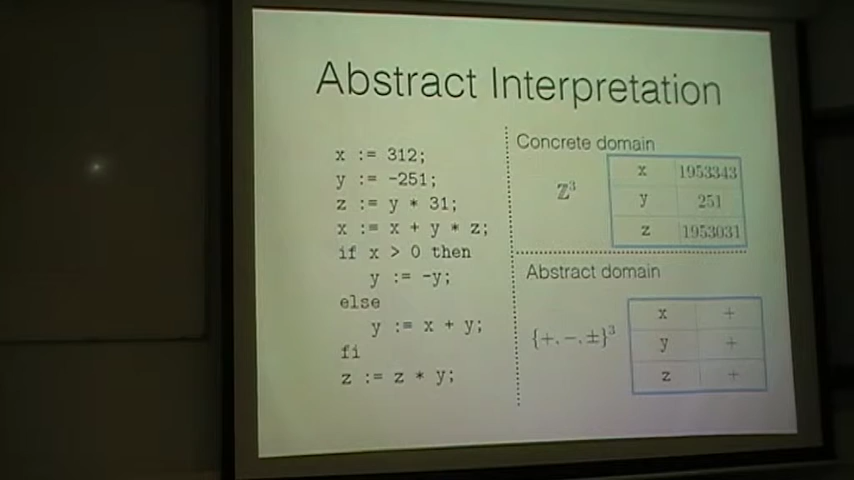 Abstract Interpretation
x := 312;
y := -251;
z := y * 31;
x := x + y * z;
if x > 0 then
y := -y;
else
y := x + y;
fi
z := z * y;
Concrete domain
ℤ³
x 1953343
y 251
z 1953031
Abstract domain
{+, −, ±}³
x +
y +
z +